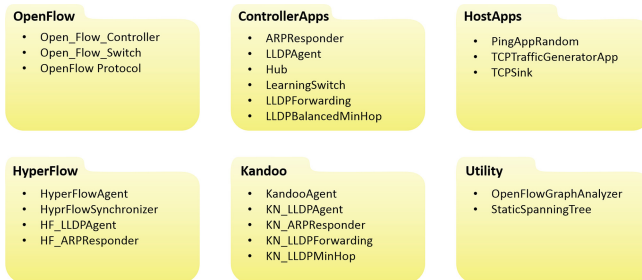 OpenFlow
• Open_Flow_Controller
• Open_Flow_Switch
• OpenFlow Protocol
ControllerApps
• ARPResponder
• LLDPAgent
• Hub
• LearningSwitch
• LLDPForwarding
• LLDPBalancedMinHop
HostApps
• PingAppRandom
• TCPTrafficGeneratorApp
• TCPSink
HyperFlow
• HyperFlowAgent
• HyprFlowSynchronizer
• HF_LLDPAgent
• HF_ARPResponder
Kandoo
• KandooAgent
• KN_LLDPAgent
• KN_ARPResponder
• KN_LLDPForwarding
• KN_LLDPMinHop
Utility
• OpenFlowGraphAnalyzer
• StaticSpanningTree